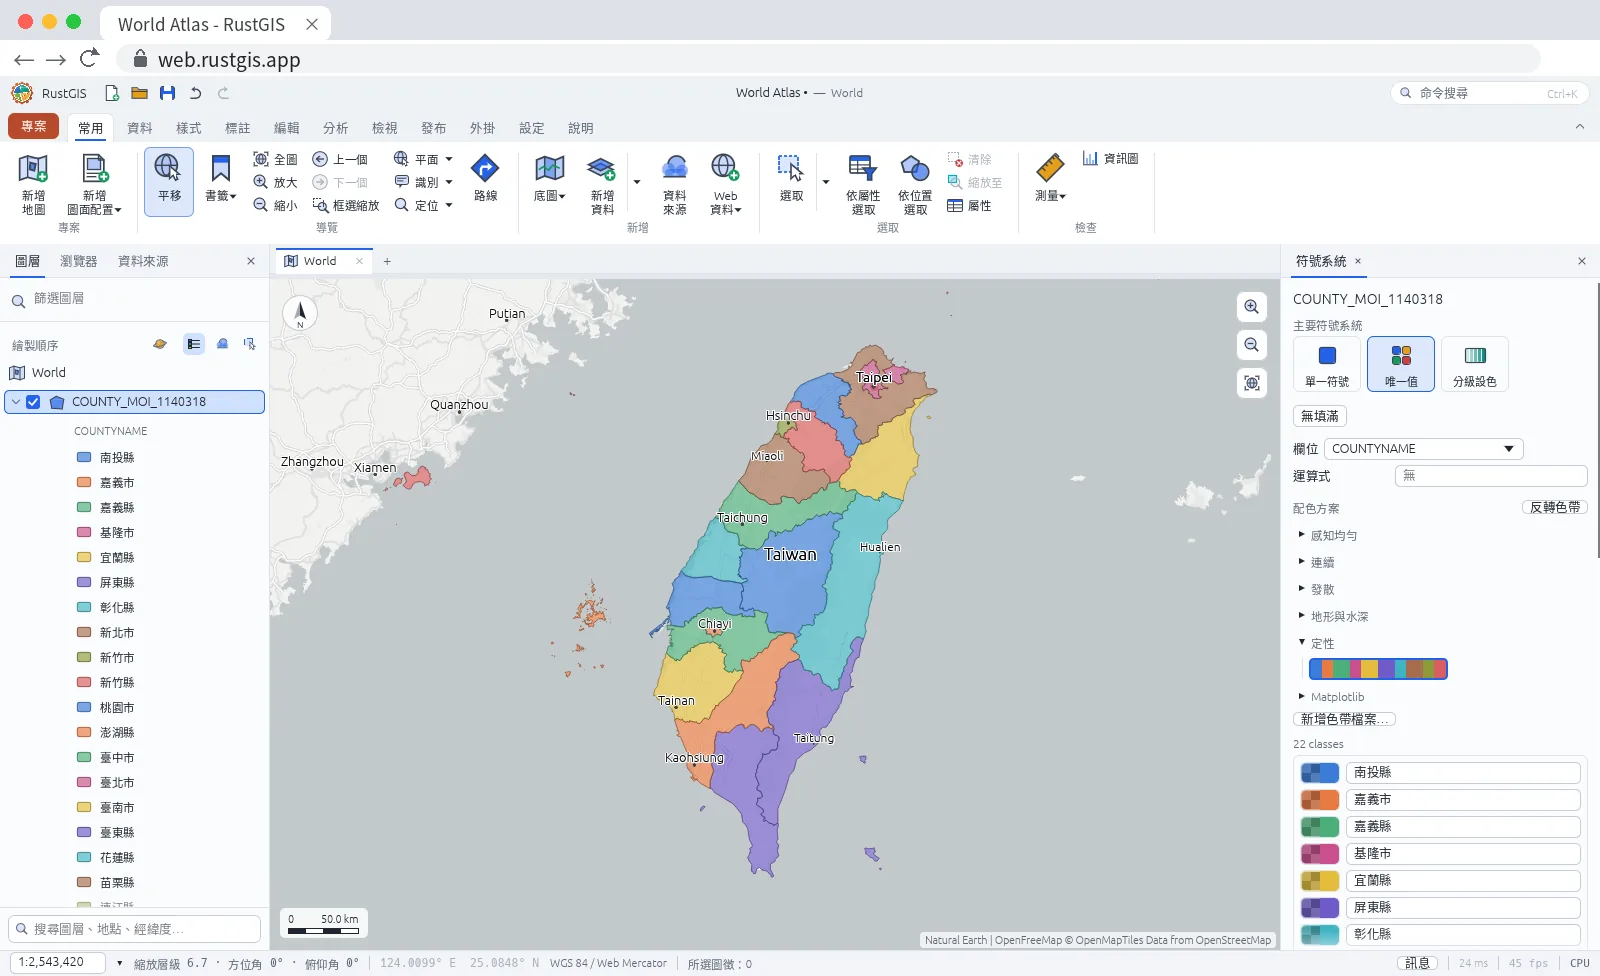 World Atlas - RustGIS
web.rustgis.app
RustGIS
World Atlas • — World
命令搜尋 Ctrl+K
專案 常用 資料 樣式 標註 編輯 分析 檢視 發布 外掛 設定 說明
新增地圖
新增圖面配置
專案
平移
書籤
全圖
放大
縮小
上一個
下一個
框選縮放
平面
識別
定位
路線
導覽
底圖
新增資料
資料來源
Web資料
新增
選取
依屬性選取
依位置選取
清除
縮放至
屬性
選取
測量
資訊圖
檢查
圖層 瀏覽器 資料來源
篩選圖層
繪製順序
World
COUNTY_MOI_1140318
COUNTYNAME
南投縣
嘉義市
嘉義縣
基隆市
宜蘭縣
屏東縣
彰化縣
新北市
新竹市
新竹縣
桃園市
澎湖縣
臺中市
臺北市
臺南市
臺東縣
花蓮縣
苗栗縣
連江縣
搜尋圖層、地點、經緯度…
World
N
Putian
Quanzhou
Zhangzhou
Xiamen
Taipei
Hsinchu
Miaoli
Taichung
Taiwan
Hualien
Chiayi
Tainan
Taitung
Kaohsiung
0 50.0 km
Natural Earth | OpenFreeMap © OpenMapTiles Data from OpenStreetMap
符號系統
COUNTY_MOI_1140318
主要符號系統
單一符號 唯一值 分級設色
無填滿
欄位 COUNTYNAME
運算式 無
配色方案 反轉色帶
感知均勻
連續
發散
地形與水深
定性
Matplotlib
新增色帶檔案…
22 classes
南投縣
嘉義市
嘉義縣
基隆市
宜蘭縣
屏東縣
彰化縣
1:2,543,420 縮放層級 6.7 · 方位角 0° · 俯仰角 0° 124.0099° E 25.0848° N WGS 84 / Web Mercator 所選圖徵：0 訊息 24 ms 45 fps CPU